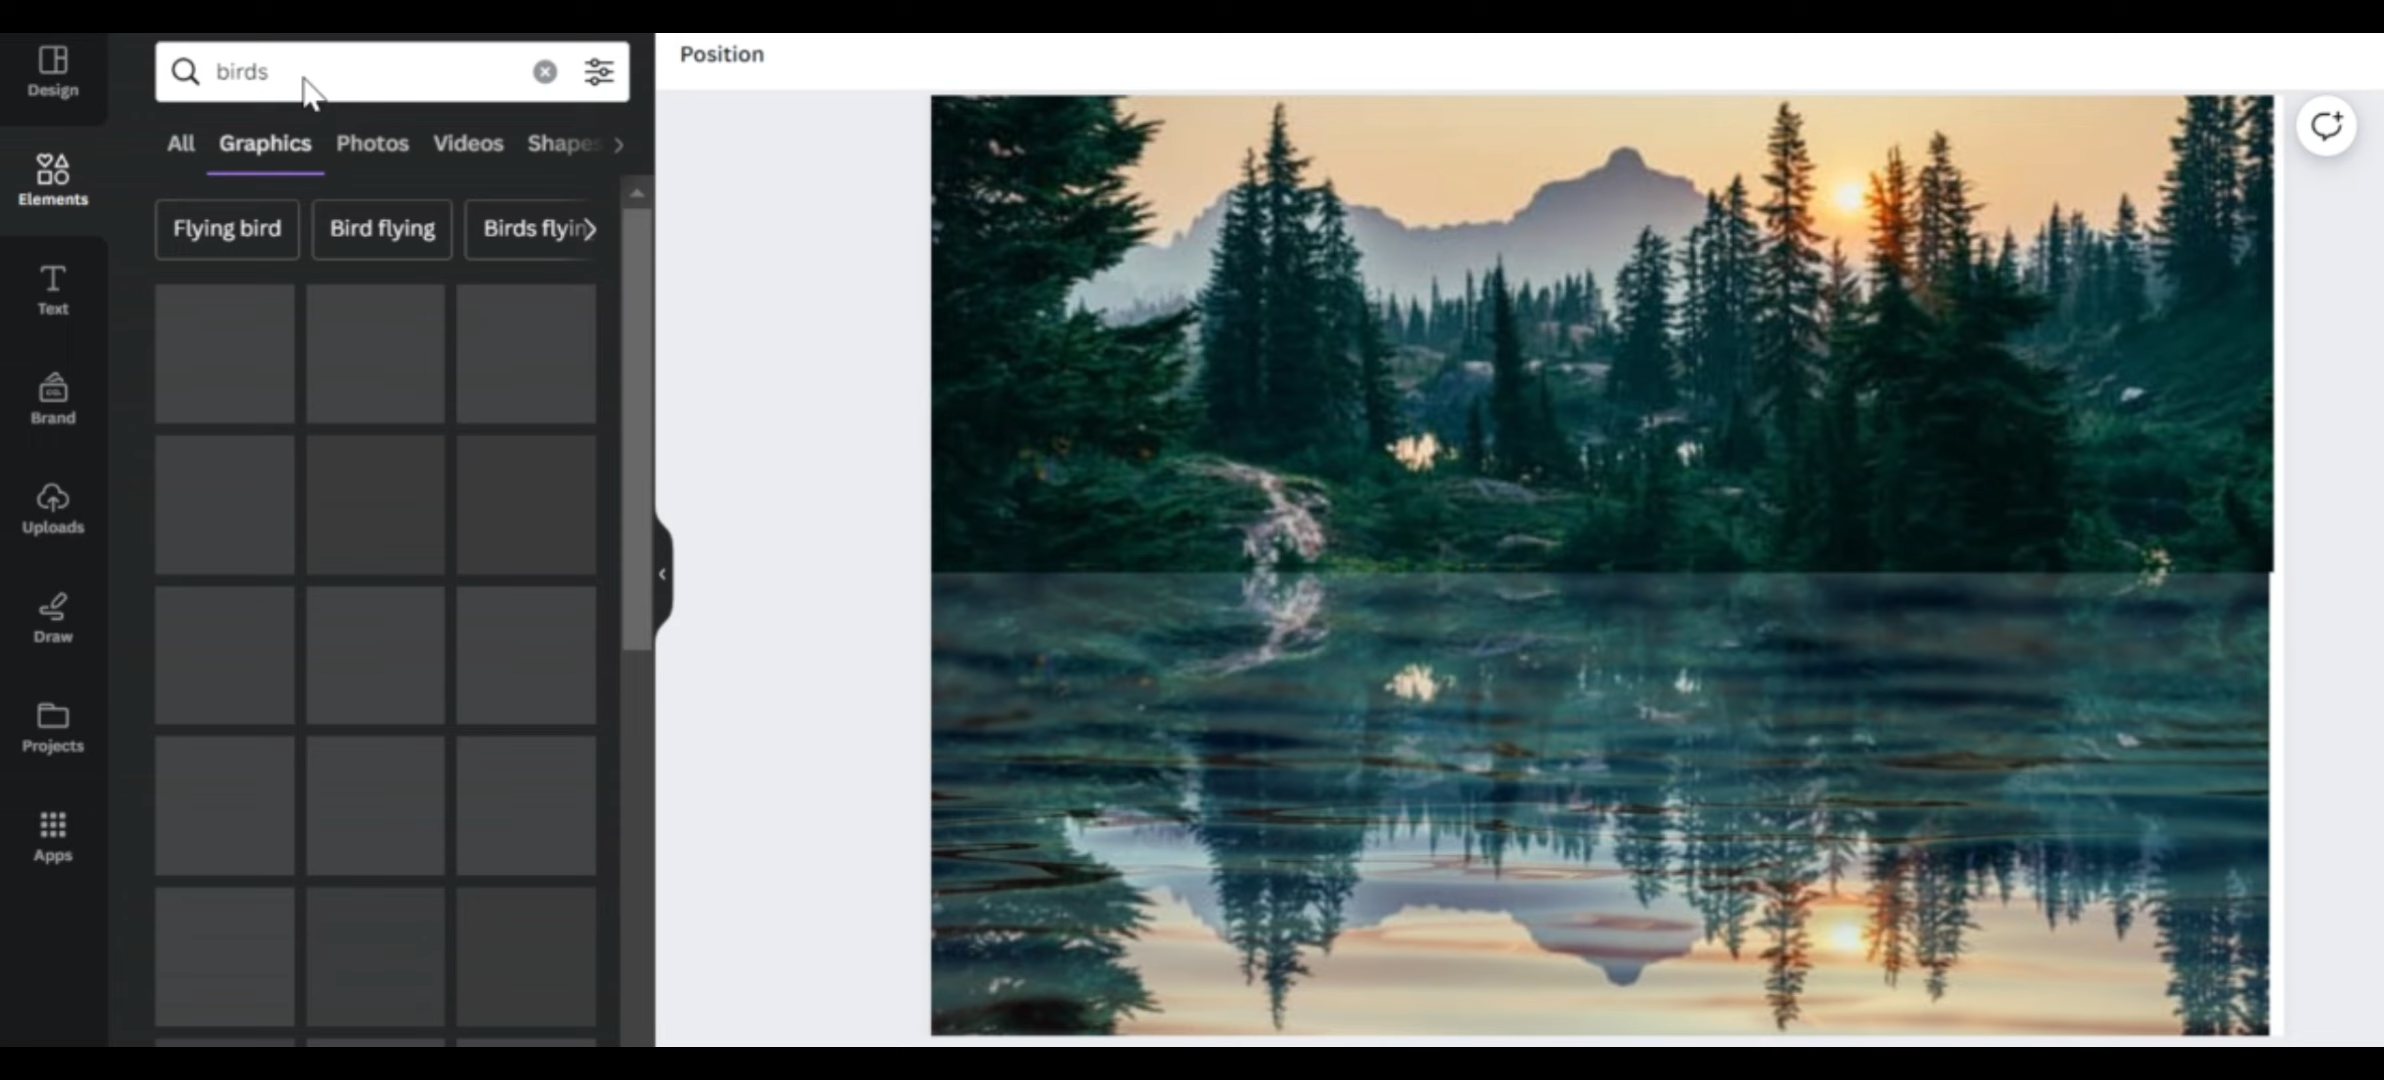 birds
Position
Design
All Graphics Photos Videos Shapes
Elements
Flying bird Bird flying Birds flyin
Text
Brand
Uploads
Draw
Projects
Apps